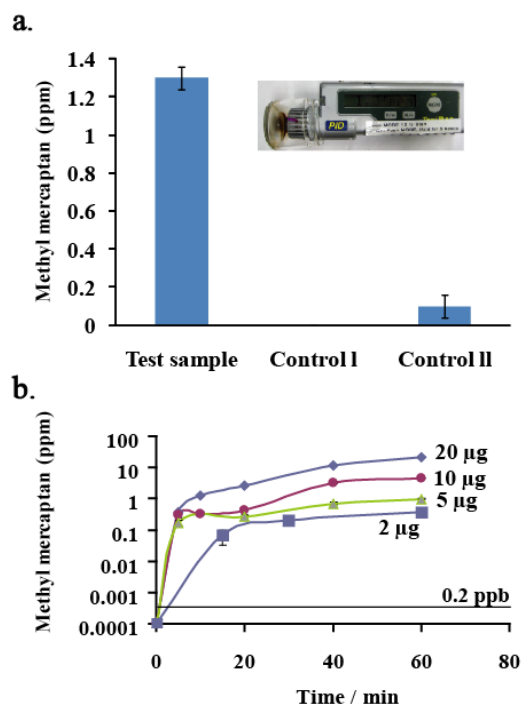 a.
Methyl mercaptan (ppm)
1.4
1.2
1
0.8
0.6
0.4
0.2
0
PID
Test sample Control l Control ll
b.
Methyl mercaptan (ppm)
100
10
1
0.1
0.01
0.001
0.0001
20 µg
10 µg
5 µg
2 µg
0.2 ppb
0 20 40 60 80
Time / min